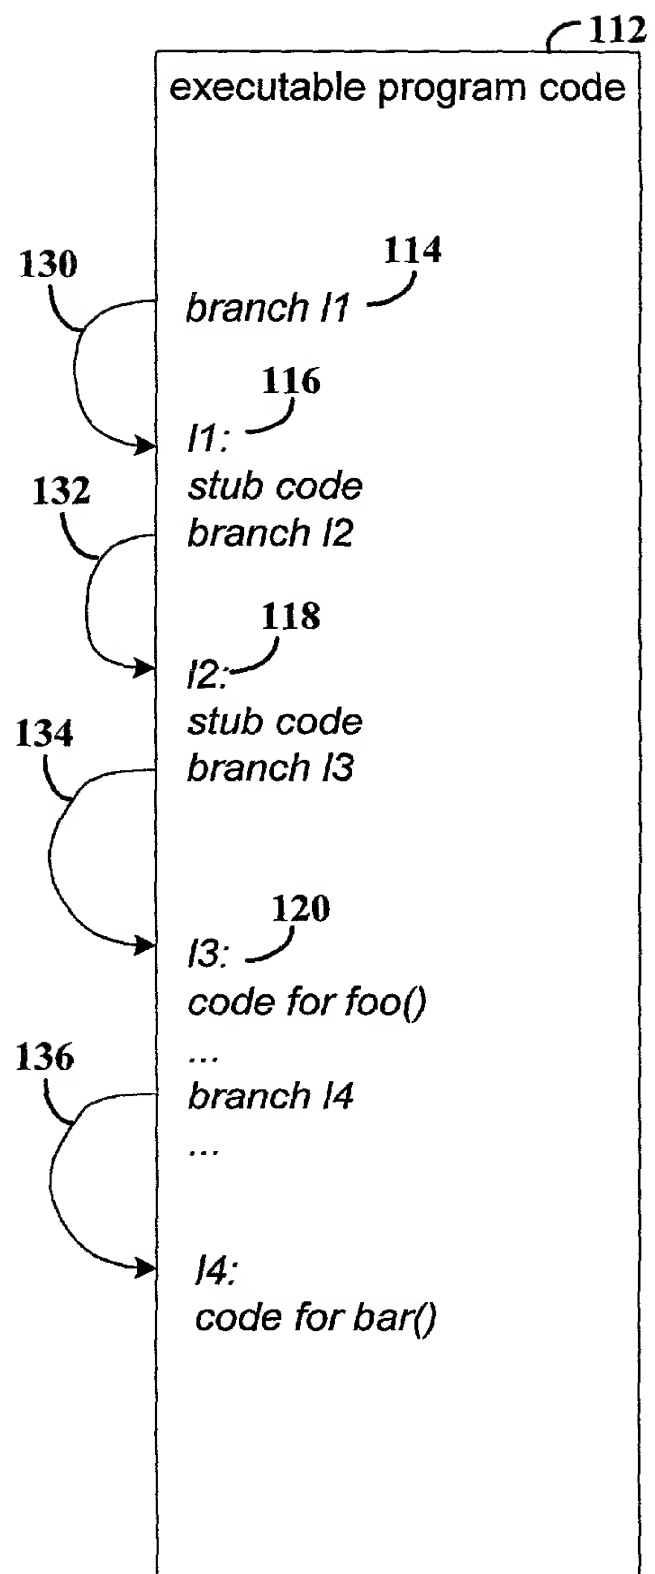 112
executable program code
130
114
branch l1
116
l1:
132
stub code
branch l2
118
l2:
134
stub code
branch l3
120
l3:
code for foo()
...
136
branch l4
...
l4:
code for bar()